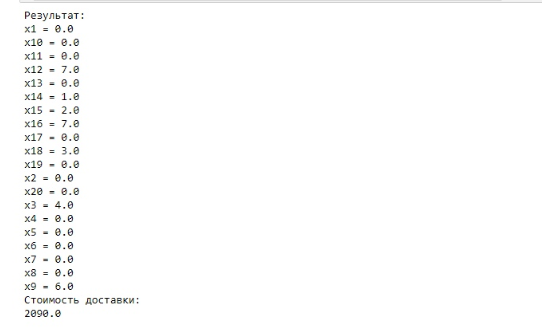 Результат:
x1 = 0.0
x10 = 0.0
x11 = 0.0
x12 = 7.0
x13 = 0.0
x14 = 1.0
x15 = 2.0
x16 = 7.0
x17 = 0.0
x18 = 3.0
x19 = 0.0
x2 = 0.0
x20 = 0.0
x3 = 4.0
x4 = 0.0
x5 = 0.0
x6 = 0.0
x7 = 0.0
x8 = 0.0
x9 = 6.0
Стоимость доставки:
2090.0